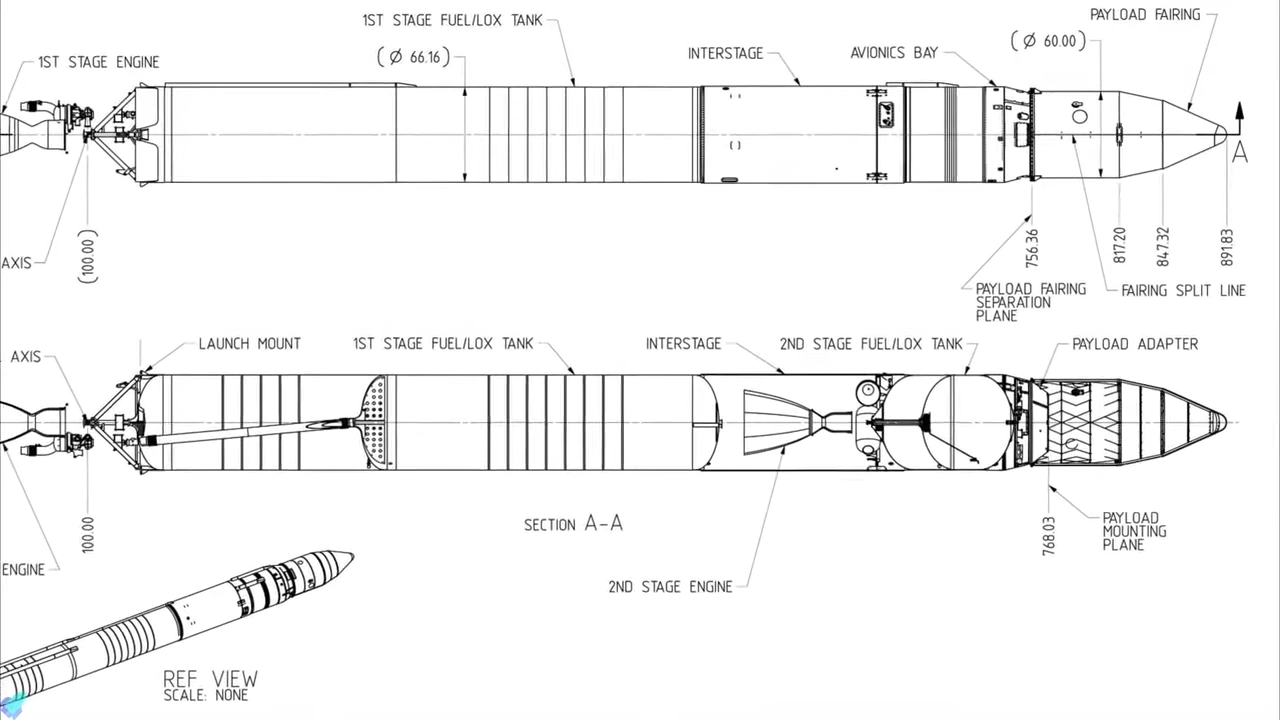 1ST STAGE FUEL/LOX TANK
PAYLOAD FAIRING
(Ø 66.16)
INTERSTAGE
AVIONICS BAY
(Ø 60.00)
1ST STAGE ENGINE
A
AXIS
(100.00)
756.36
817.20
847.32
891.83
PAYLOAD FAIRING
SEPARATION
PLANE
FAIRING SPLIT LINE
AXIS
LAUNCH MOUNT
1ST STAGE FUEL/LOX TANK
INTERSTAGE
2ND STAGE FUEL/LOX TANK
PAYLOAD ADAPTER
100.00
SECTION A-A
768.03
PAYLOAD
MOUNTING
PLANE
ENGINE
2ND STAGE ENGINE
REF. VIEW
SCALE: NONE